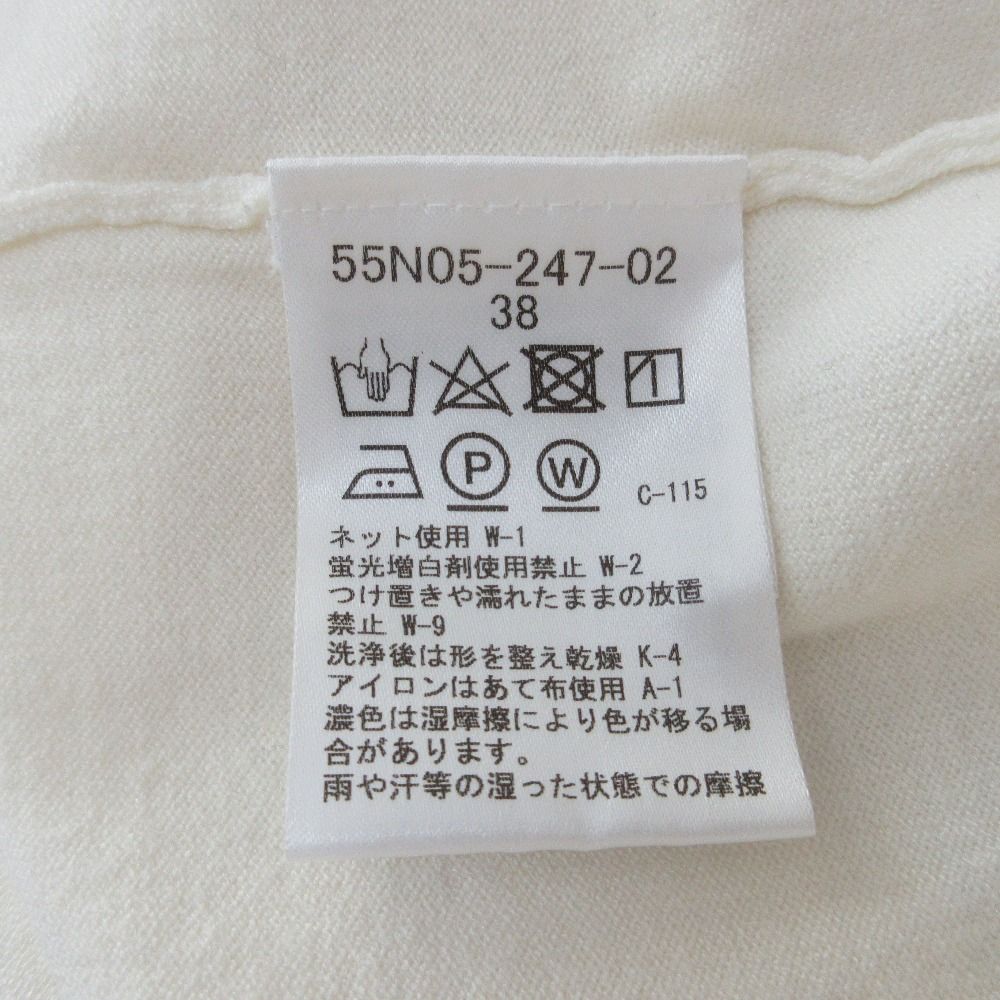 55N05-247-02
38
P W C-115
ネット使用 W-1
蛍光増白剤使用禁止 W-2
つけ置きや濡れたままの放置
禁止 W-9
洗浄後は形を整え乾燥 K-4
アイロンはあて布使用 A-1
濃色は湿摩擦により色が移る場
合があります。
雨や汗等の湿った状態での摩擦